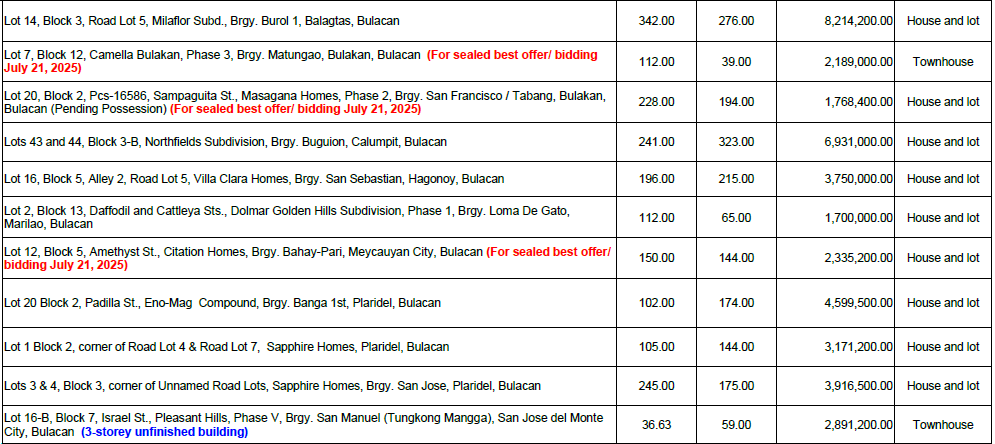 Lot 14, Block 3, Road Lot 5, Milaflor Subd., Brgy. Burol 1, Balagtas, Bulacan 342.00 276.00 8,214,200.00 House and lot
Lot 7, Block 12, Camella Bulakan, Phase 3, Brgy. Matungao, Bulakan, Bulacan (For sealed best offer/ bidding
July 21, 2025) 112.00 39.00 2,189,000.00 Townhouse
Lot 20, Block 2, Pcs-16586, Sampaguita St., Masagana Homes, Phase 2, Brgy. San Francisco / Tabang, Bulakan,
Bulacan (Pending Possession) (For sealed best offer/ bidding July 21, 2025) 228.00 194.00 1,768,400.00 House and lot
Lots 43 and 44, Block 3-B, Northfields Subdivision, Brgy. Buguion, Calumpit, Bulacan 241.00 323.00 6,931,000.00 House and lot
Lot 16, Block 5, Alley 2, Road Lot 5, Villa Clara Homes, Brgy. San Sebastian, Hagonoy, Bulacan 196.00 215.00 3,750,000.00 House and lot
Lot 2, Block 13, Daffodil and Cattleya Sts., Dolmar Golden Hills Subdivision, Phase 1, Brgy. Loma De Gato,
Marilao, Bulacan 112.00 65.00 1,700,000.00 House and lot
Lot 12, Block 5, Amethyst St., Citation Homes, Brgy. Bahay-Pari, Meycauyan City, Bulacan (For sealed best offer/
bidding July 21, 2025) 150.00 144.00 2,335,200.00 House and lot
Lot 20 Block 2, Padilla St., Eno-Mag Compound, Brgy. Banga 1st, Plaridel, Bulacan 102.00 174.00 4,599,500.00 House and lot
Lot 1 Block 2, corner of Road Lot 4 & Road Lot 7, Sapphire Homes, Plaridel, Bulacan 105.00 144.00 3,171,200.00 House and lot
Lots 3 & 4, Block 3, corner of Unnamed Road Lots, Sapphire Homes, Brgy. San Jose, Plaridel, Bulacan 245.00 175.00 3,916,500.00 House and lot
Lot 16-B, Block 7, Israel St., Pleasant Hills, Phase V, Brgy. San Manuel (Tungkong Mangga), San Jose del Monte
City, Bulacan (3-storey unfinished building) 36.63 59.00 2,891,200.00 Townhouse